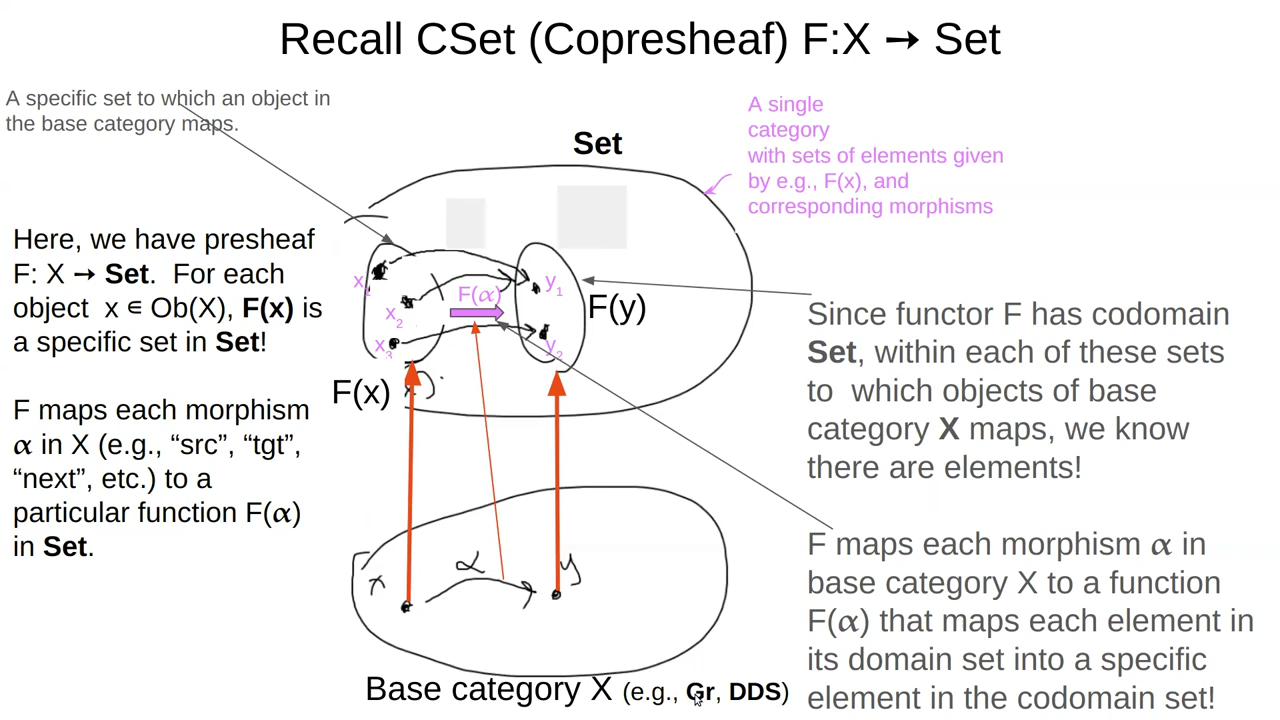 Recall CSet (Copresheaf) F:X → Set
A specific set to which an object in
the base category maps.
A single
category
with sets of elements given
by e.g., F(x), and
corresponding morphisms
Set
Here, we have presheaf
F: X → Set. For each
object x ∈ Ob(X), F(x) is
a specific set in Set!
F maps each morphism
α in X (e.g., “src”, “tgt”,
“next”, etc.) to a
particular function F(α)
in Set.
x1
x2
x3
F(α)
y1
y2
F(x)
F(y)
Since functor F has codomain
Set, within each of these sets
to which objects of base
category X maps, we know
there are elements!
F maps each morphism α in
base category X to a function
F(α) that maps each element in
its domain set into a specific
element in the codomain set!
x
α
y
Base category X (e.g., Gr, DDS)